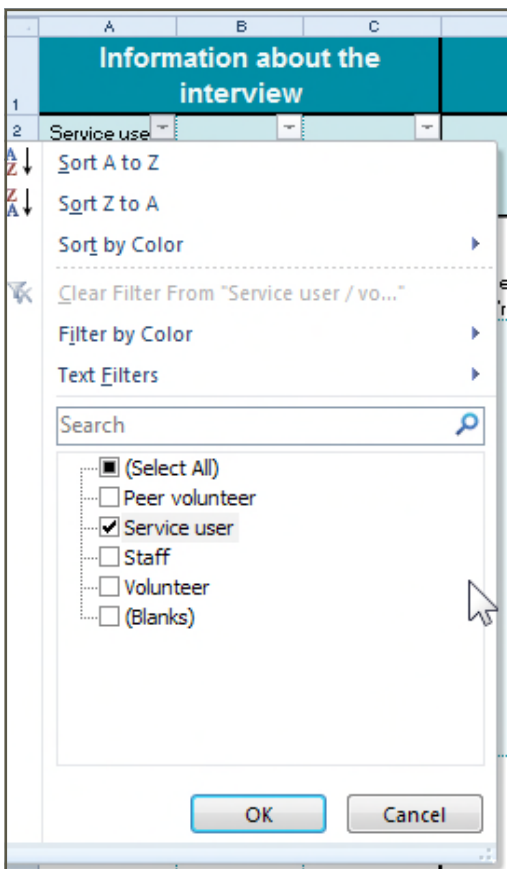 A B C
1 Information about the
interview
2 Service use
Sort A to Z
Sort Z to A
Sort by Color
Clear Filter From "Service user / vo..."
Filter by Color
Text Filters
Search
(Select All)
Peer volunteer
Service user
Staff
Volunteer
(Blanks)
OK Cancel